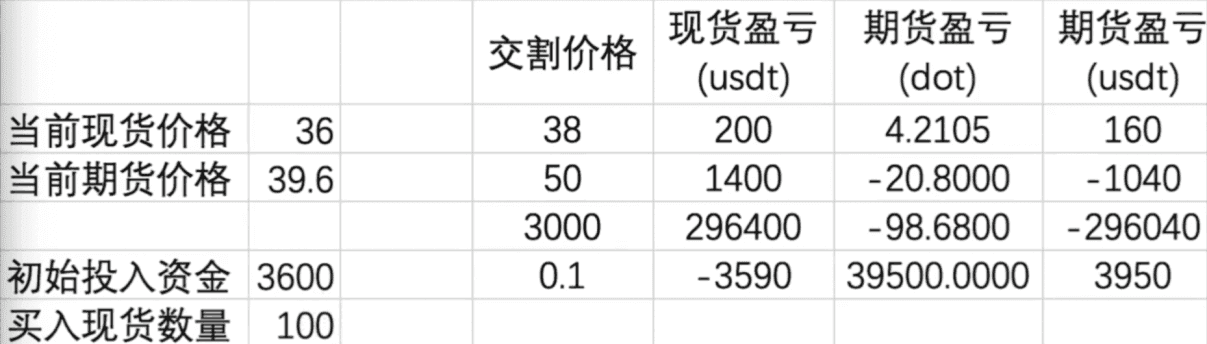 交割价格 现货盈亏 (usdt) 期货盈亏 (dot) 期货盈亏 (usdt)
当前现货价格 36 38 200 4.2105 160
当前期货价格 39.6 50 1400 -20.8000 -1040
3000 296400 -98.6800 -296040
初始投入资金 3600 0.1 -3590 39500.0000 3950
买入现货数量 100